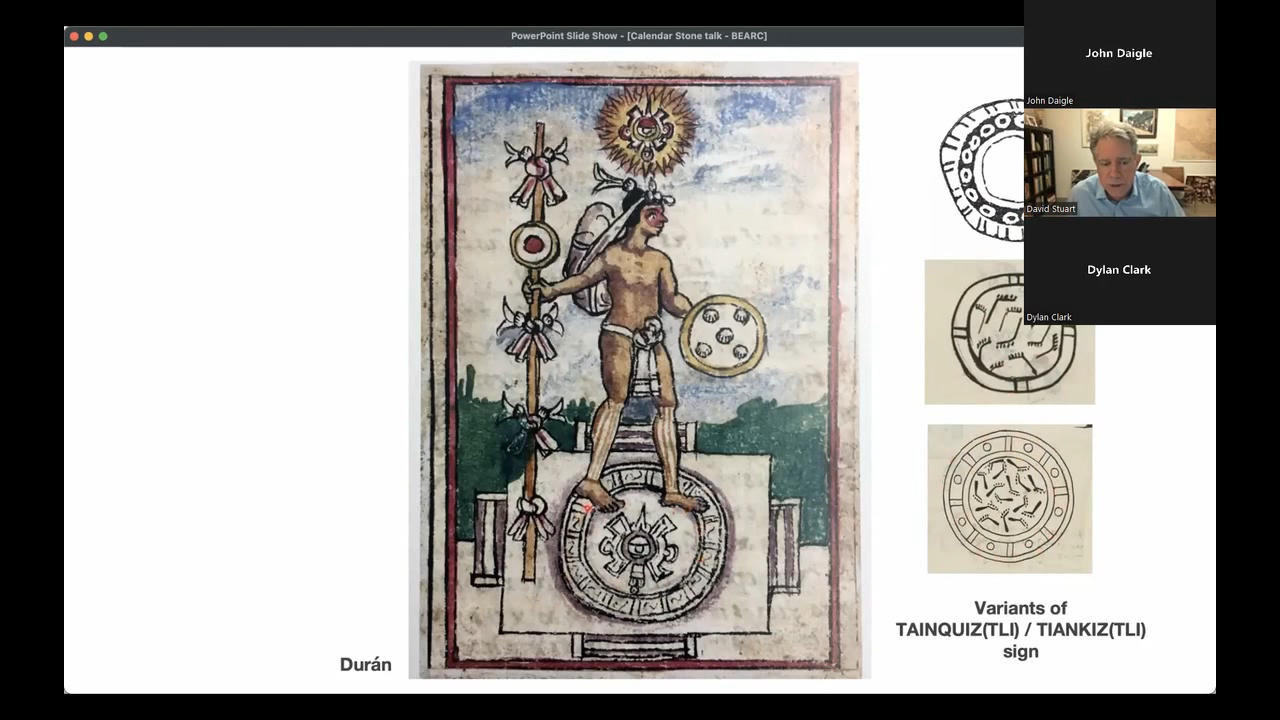 PowerPoint Slide Show - [Calendar Stone talk - BEARC]
John Daigle
John Daigle
David Stuart
Dylan Clark
Dylan Clark
Variants of
TAINQUIZ(TLI) / TIANKIZ(TLI)
sign
Durán